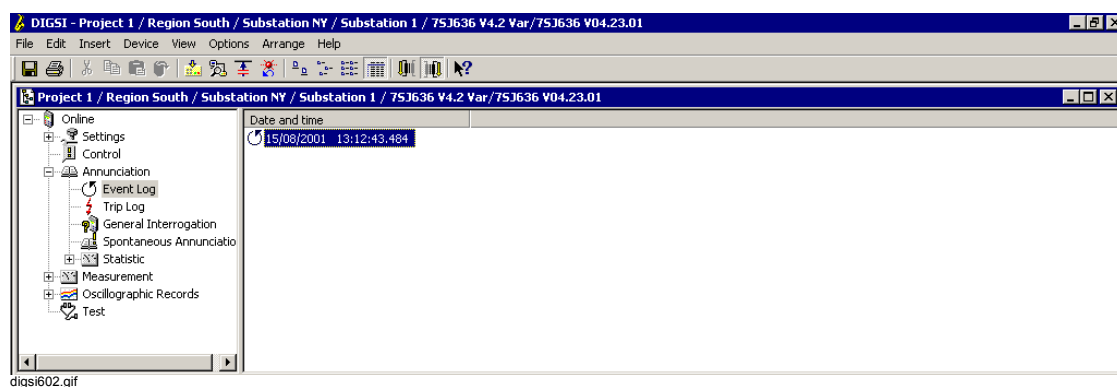 DIGSI - Project 1 / Region South / Substation NY / Substation 1 / 7SJ636 V4.2 Var/7SJ636 V04.23.01
File Edit Insert Device View Options Arrange Help
Project 1 / Region South / Substation NY / Substation 1 / 7SJ636 V4.2 Var/7SJ636 V04.23.01
Online
Settings
Control
Annunciation
Event Log
Trip Log
General Interrogation
Spontaneous Annunciatio
Statistic
Measurement
Oscillographic Records
Test
Date and time
15/08/2001 13:12:43.484
digsi602.gif